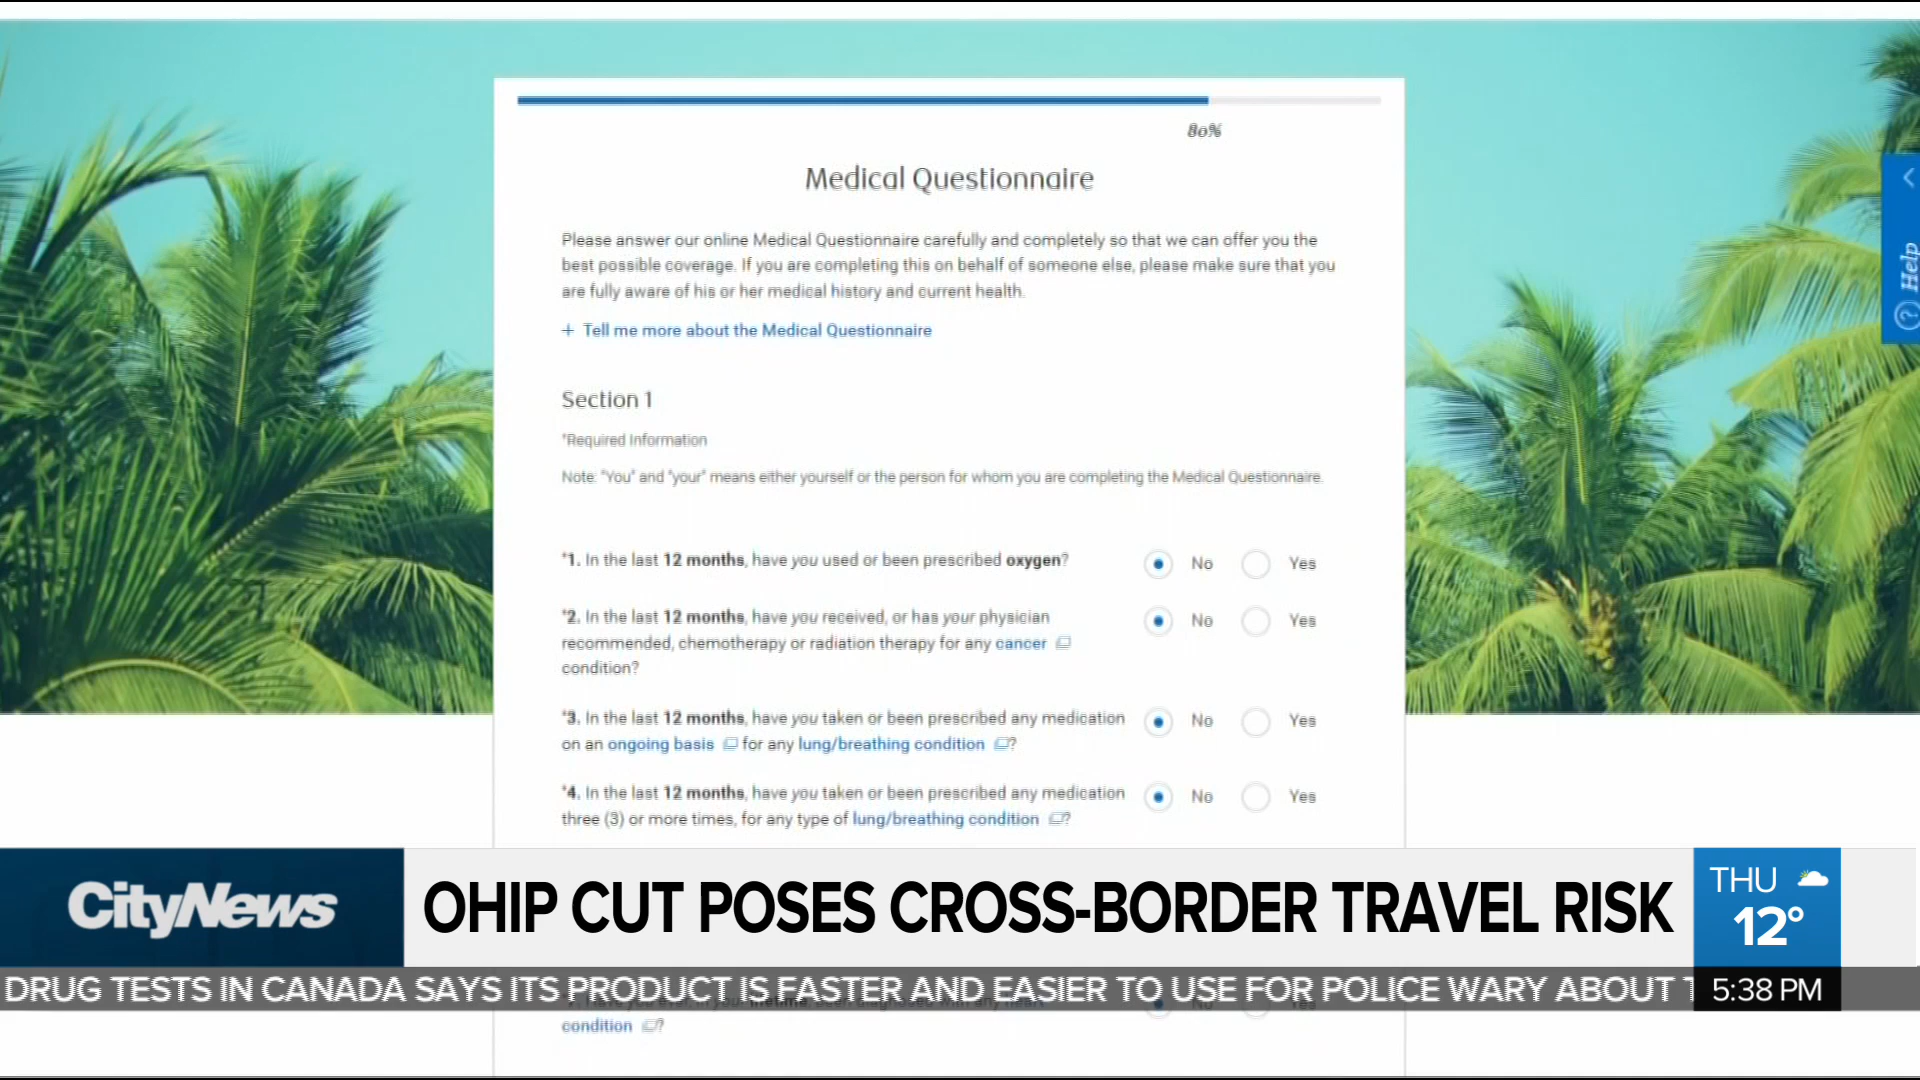 80%
Medical Questionnaire
Please answer our online Medical Questionnaire carefully and completely so that we can offer you the
best possible coverage. If you are completing this on behalf of someone else, please make sure that you
are fully aware of his or her medical history and current health.
+ Tell me more about the Medical Questionnaire
Help
Section 1
*Required Information
Note: "You" and "your" means either yourself or the person for whom you are completing the Medical Questionnaire.
*1. In the last 12 months, have you used or been prescribed oxygen? No Yes
*2. In the last 12 months, have you received, or has your physician No Yes
recommended, chemotherapy or radiation therapy for any cancer
condition?
*3. In the last 12 months, have you taken or been prescribed any medication No Yes
on an ongoing basis for any lung/breathing condition ?
*4. In the last 12 months, have you taken or been prescribed any medication No Yes
three (3) or more times, for any type of lung/breathing condition ?
CityNews
OHIP CUT POSES CROSS-BORDER TRAVEL RISK
THU
12°
DRUG TESTS IN CANADA SAYS ITS PRODUCT IS FASTER AND EASIER TO USE FOR POLICE WARY ABOUT
5:38 PM
condition ?